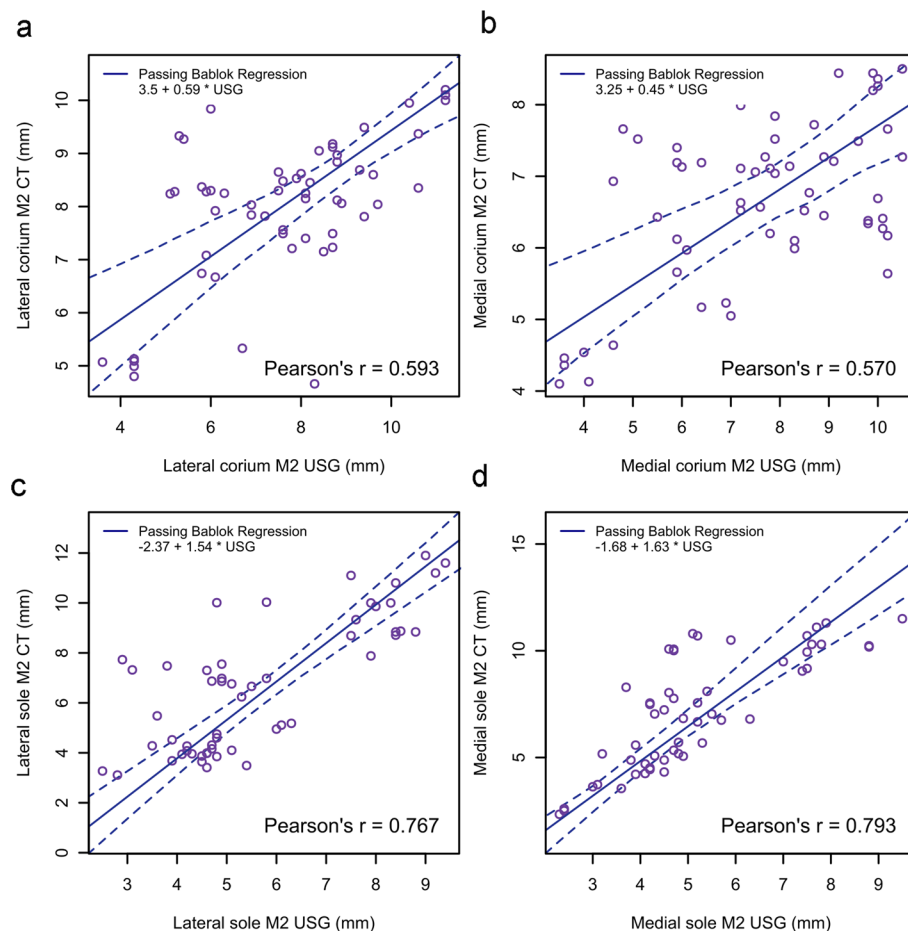 a
Passing Bablok Regression
3.5 + 0.59 * USG
Lateral corium M2 CT (mm)
10
9
8
7
6
5
Pearson's r = 0.593
4 6 8 10
Lateral corium M2 USG (mm)
b
Passing Bablok Regression
3.25 + 0.45 * USG
Medial corium M2 CT (mm)
8
7
6
5
4
Pearson's r = 0.570
4 5 6 7 8 9 10
Medial corium M2 USG (mm)
c
Passing Bablok Regression
-2.37 + 1.54 * USG
Lateral sole M2 CT (mm)
12
10
8
6
4
2
0
Pearson's r = 0.767
3 4 5 6 7 8 9
Lateral sole M2 USG (mm)
d
Passing Bablok Regression
-1.68 + 1.63 * USG
Medial sole M2 CT (mm)
15
10
5
Pearson's r = 0.793
3 4 5 6 7 8 9
Medial sole M2 USG (mm)